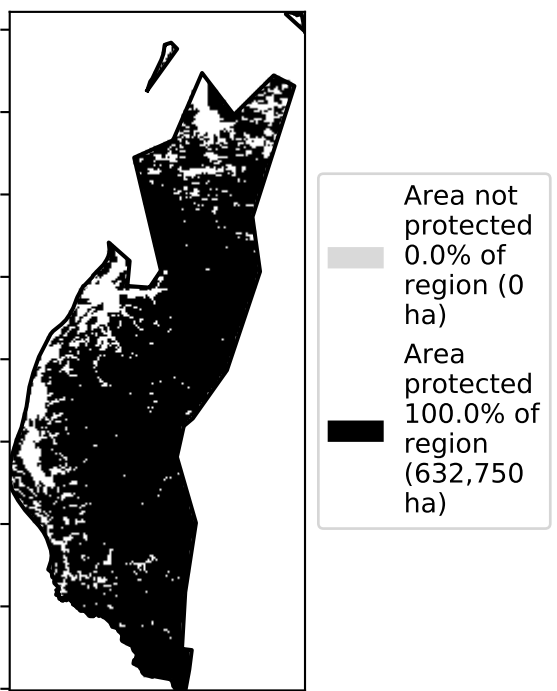 Area not
protected
0.0% of
region (0
ha)
Area
protected
100.0% of
region
(632,750
ha)